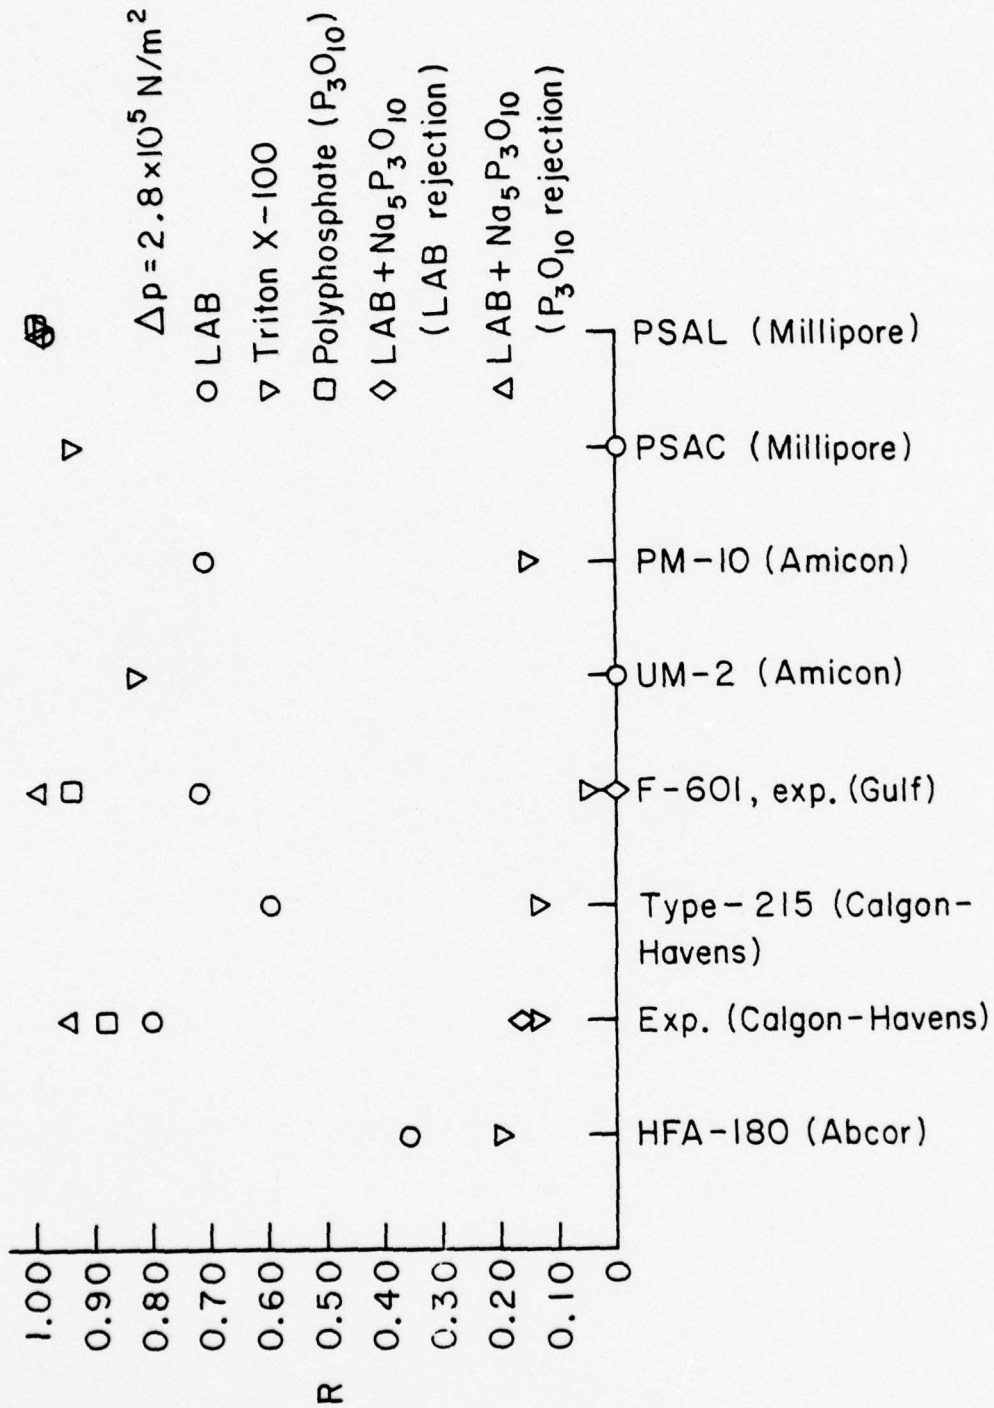 Δp = 2.8×10⁵ N/m²
○ LAB
▽ Triton X-100
□ Polyphosphate (P₃O₁₀)
◇ LAB + Na₅P₃O₁₀
(LAB rejection)
△ LAB + Na₅P₃O₁₀
(P₃O₁₀ rejection)
R
1.00
0.90
0.80
0.70
0.60
0.50
0.40
0.30
0.20
0.10
0
PSAL (Millipore)
PSAC (Millipore)
PM-10 (Amicon)
UM-2 (Amicon)
F-601, exp. (Gulf)
Type-215 (Calgon-
Havens)
Exp. (Calgon-Havens)
HFA-180 (Abcor)